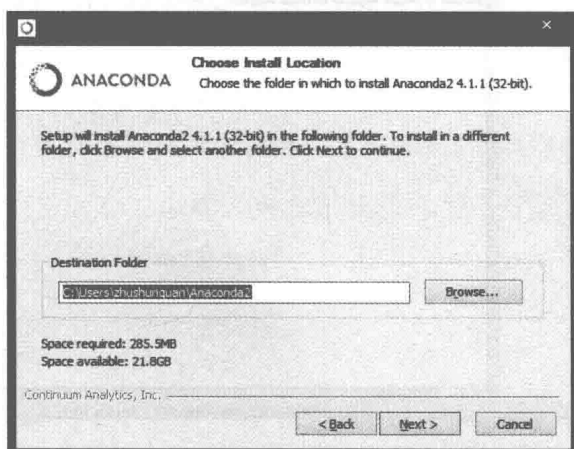 Choose Install Location
ANACONDA
Choose the folder in which to install Anaconda2 4.1.1 (32-bit).
Setup will install Anaconda2 4.1.1 (32-bit) in the following folder. To install in a different
folder, click Browse and select another folder. Click Next to continue.
Destination Folder
C:\Users\zhushunquan\Anaconda2
Browse...
Space required: 285.5MB
Space available: 21.8GB
Continuum Analytics, Inc.
< Back
Next >
Cancel